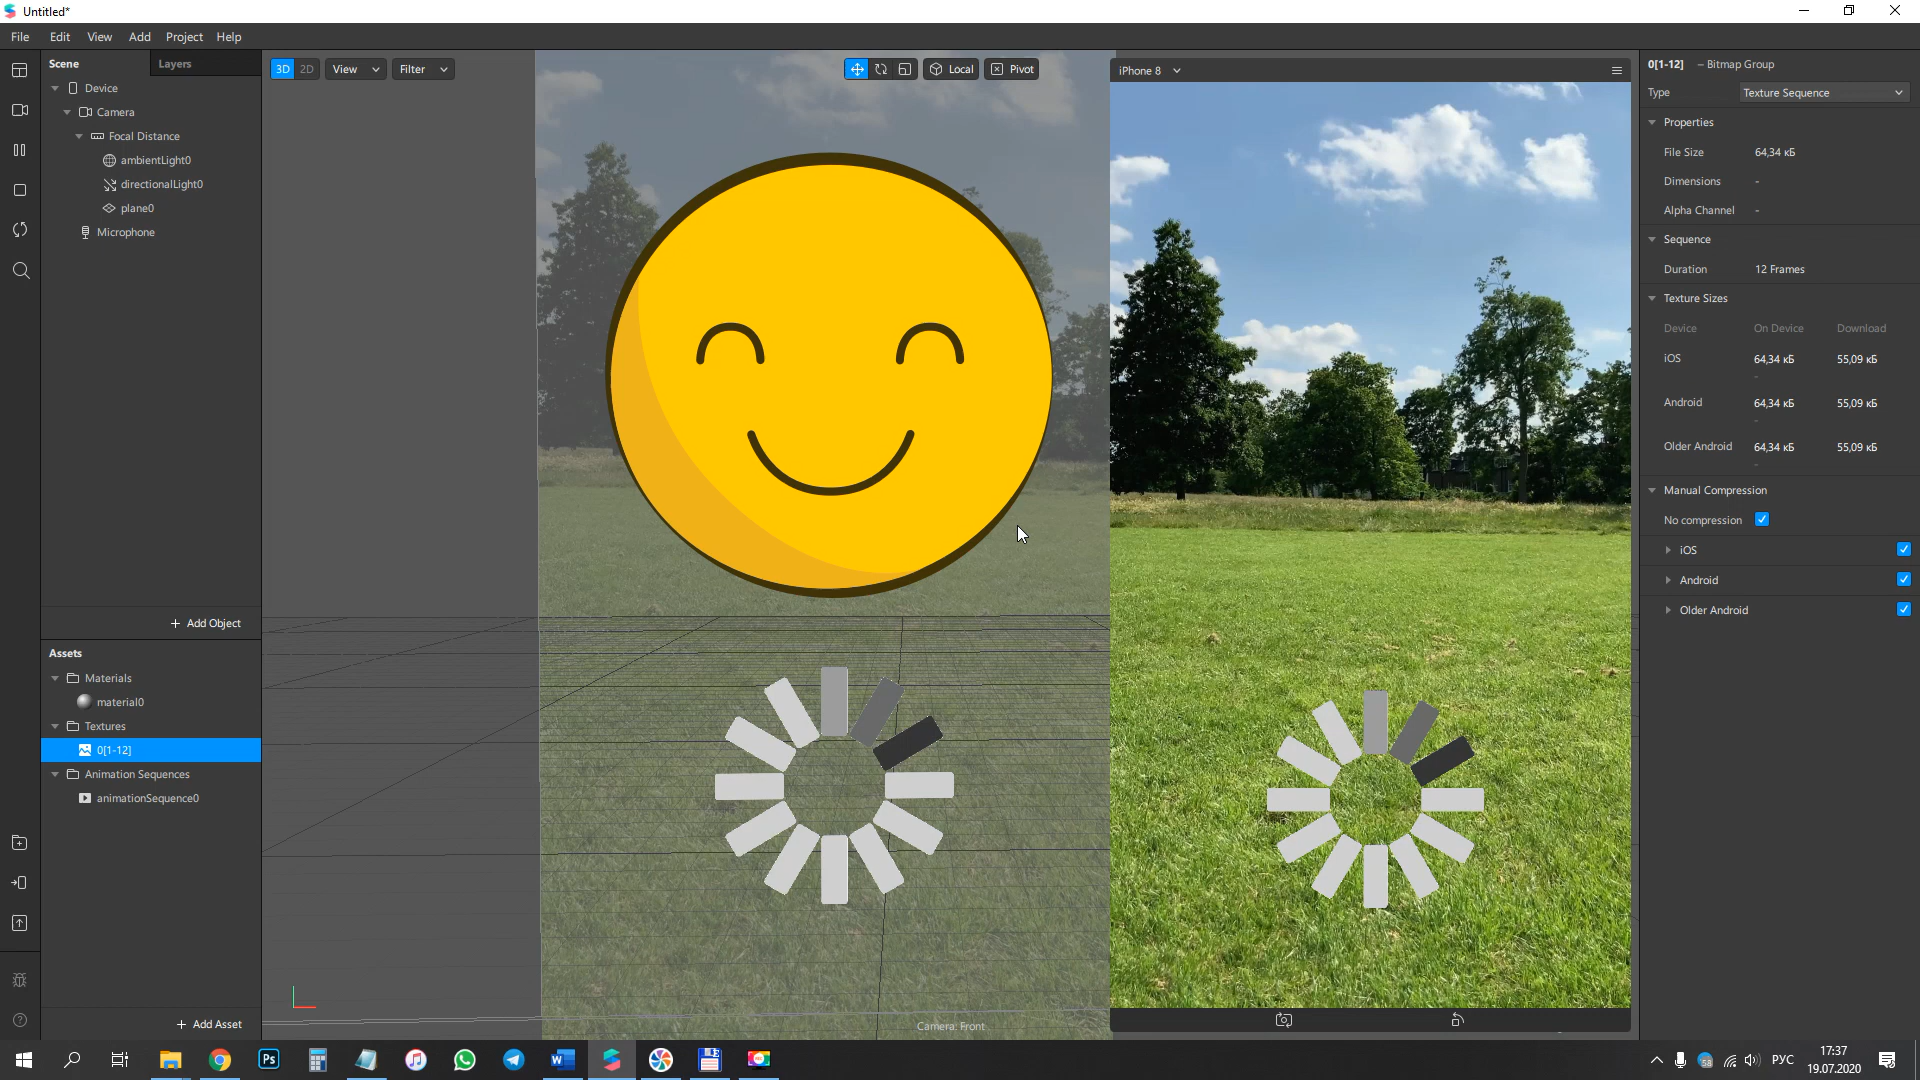 Untitled*
File Edit View Add Project Help
Scene Layers
Device
Camera
Focal Distance
ambientLight0
directionalLight0
plane0
Microphone
+ Add Object
Assets
Materials
material0
Textures
0[1-12]
Animation Sequences
animationSequence0
+ Add Asset
3D 2D View Filter
Local Pivot
Camera: Front
iPhone 8
0[1-12] – Bitmap Group
Type Texture Sequence
Properties
File Size 64,34 кБ
Dimensions -
Alpha Channel -
Sequence
Duration 12 Frames
Texture Sizes
Device On Device Download
iOS 64,34 кБ 55,09 кБ
-
Android 64,34 кБ 55,09 кБ
-
Older Android 64,34 кБ 55,09 кБ
-
Manual Compression
No compression
iOS
Android
Older Android
Ps
W
58
РУС
17:37
19.07.2020